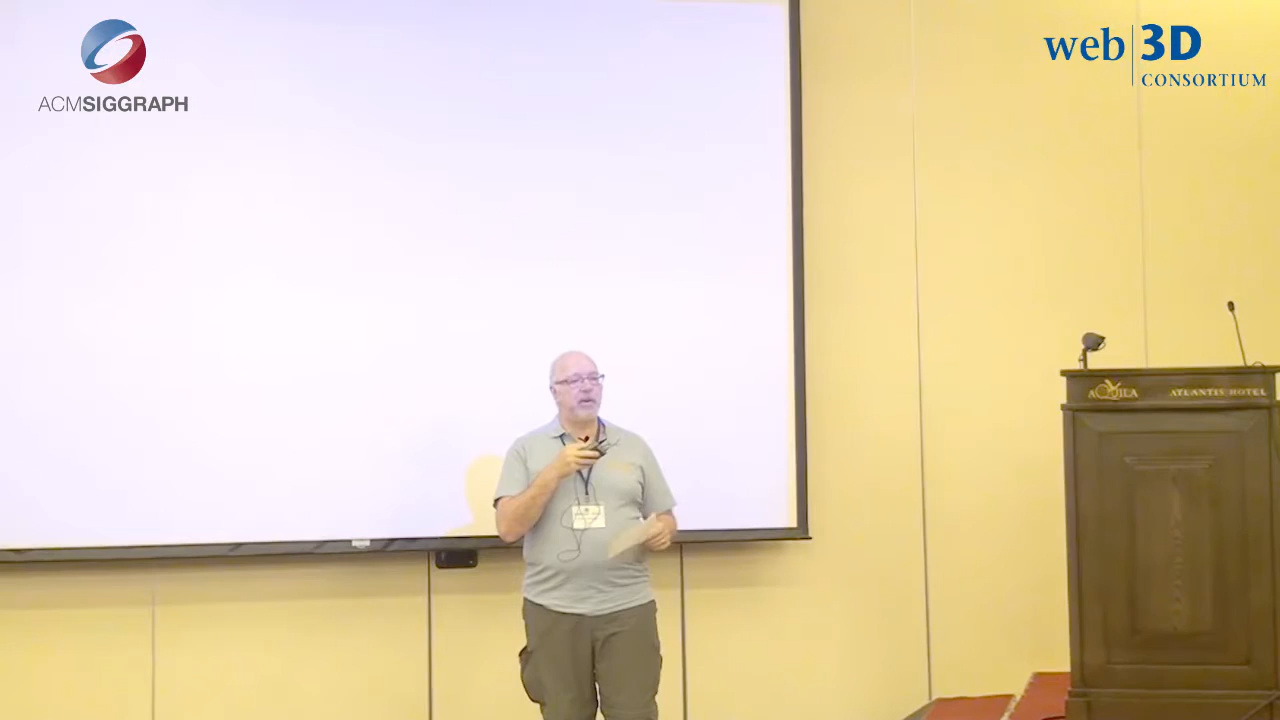 ACMSIGGRAPH
web 3D
CONSORTIUM
AQUILA
ATLANTIS HOTEL